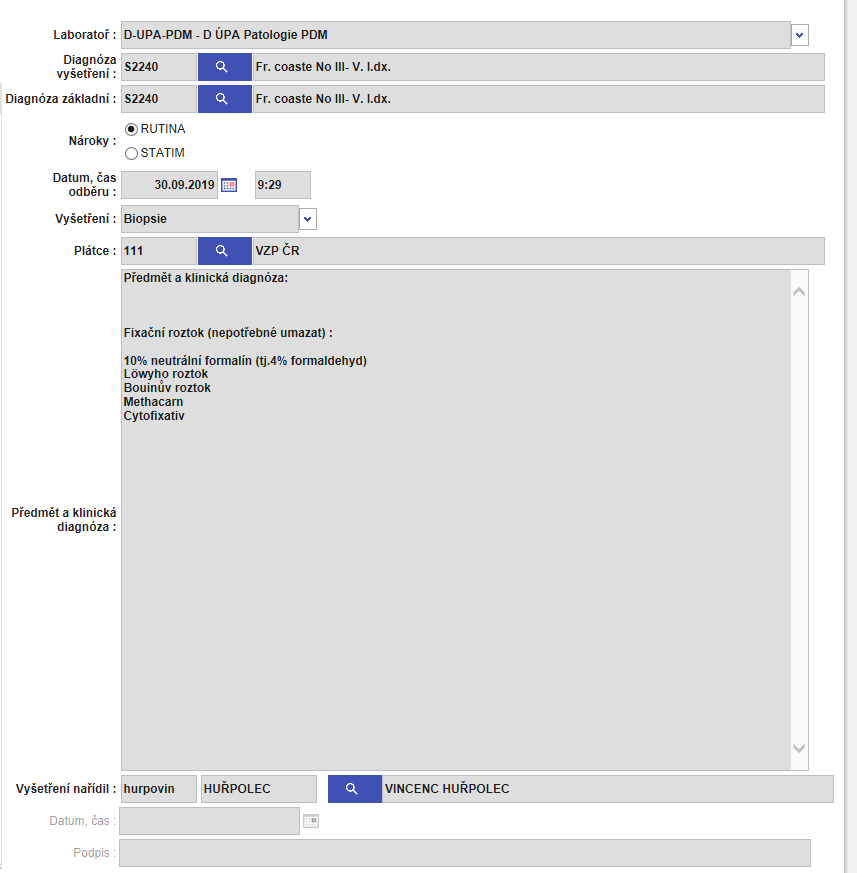 Laboratoř : D-UPA-PDM - D ÚPA Patologie PDM
Diagnóza
vyšetření : S2240 Fr. coaste No III- V. l.dx.
Diagnóza základní : S2240 Fr. coaste No III- V. l.dx.
Nároky :
RUTINA
STATIM
Datum, čas
odběru : 30.09.2019 9:29
Vyšetření : Biopsie
Plátce : 111 VZP ČR
Předmět a klinická
diagnóza :
Předmět a klinická diagnóza:
Fixační roztok (nepotřebné umazat) :
10% neutrální formalín (tj.4% formaldehyd)
Löwyho roztok
Bouinův roztok
Methacarn
Cytofixativ
Vyšetření nařídil : hurpovin HUŘPOLEC VINCENC HUŘPOLEC
Datum, čas :
Podpis :